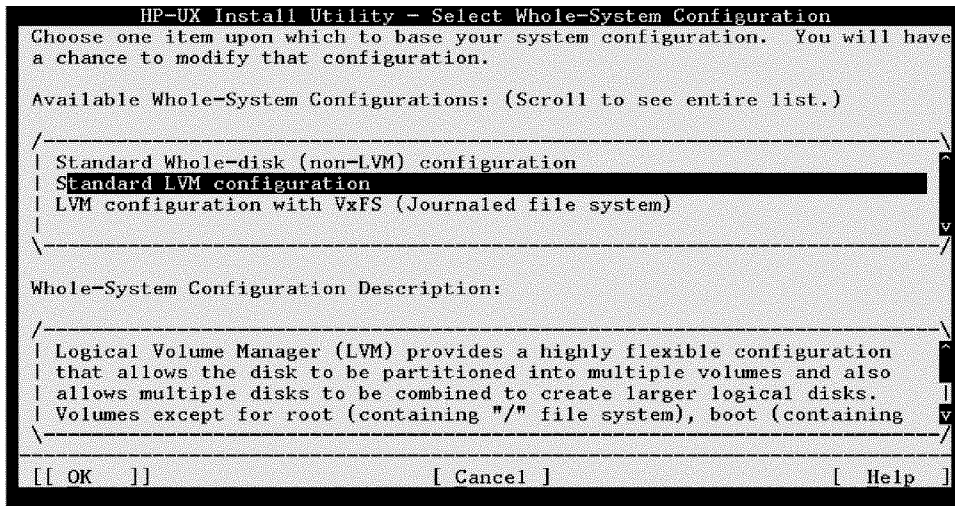 HP-UX Install Utility - Select Whole-System Configuration
Choose one item upon which to base your system configuration.  You will have
a chance to modify that configuration.
Available Whole-System Configurations: (Scroll to see entire list.)
Standard Whole-disk (non-LVM) configuration
Standard LVM configuration
LVM configuration with VxFS (Journaled file system)
Whole-System Configuration Description:
Logical Volume Manager (LVM) provides a highly flexible configuration
that allows the disk to be partitioned into multiple volumes and also
allows multiple disks to be combined to create larger logical disks.
Volumes except for root (containing "/" file system), boot (containing
[[ OK   ]] [ Cancel ] [  Help  ]